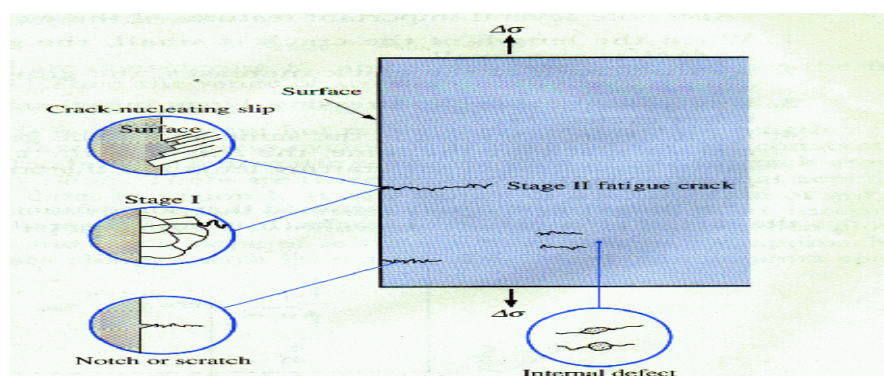 Δσ
Surface
Crack-nucleating slip
Surface
Stage II fatigue crack
Stage I
Δσ
Notch or scratch
Internal defect